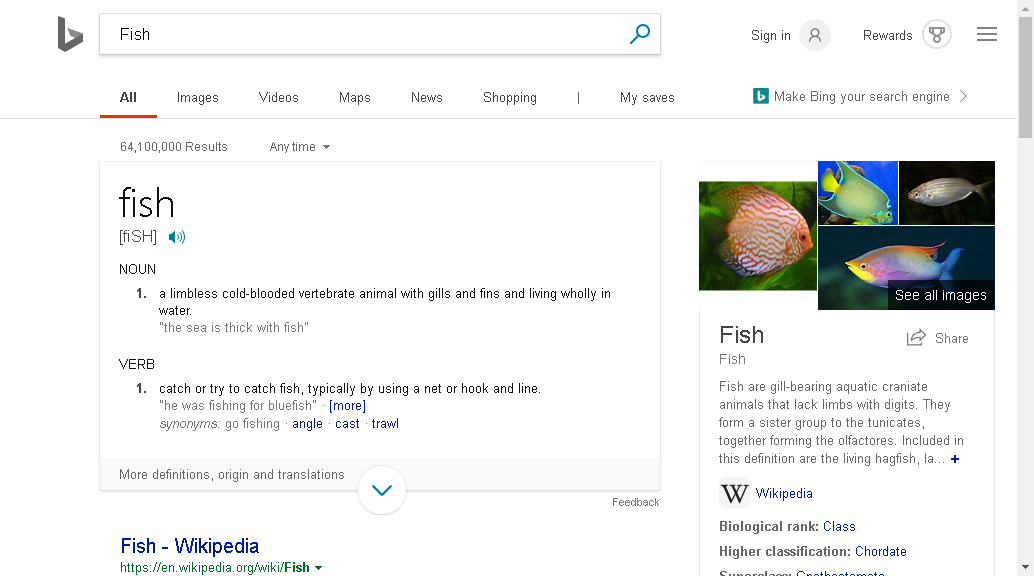 Fish
Sign in
Rewards
All Images Videos Maps News Shopping | My saves
Make Bing your search engine
64,100,000 Results Any time
fish
[fiSH]
NOUN
1. a limbless cold-blooded vertebrate animal with gills and fins and living wholly in
water.
"the sea is thick with fish"
VERB
1. catch or try to catch fish, typically by using a net or hook and line.
"he was fishing for bluefish" · [more]
synonyms: go fishing · angle · cast · trawl
More definitions, origin and translations
Feedback
Fish - Wikipedia
https://en.wikipedia.org/wiki/Fish
See all images
Fish
Share
Fish
Fish are gill-bearing aquatic craniate
animals that lack limbs with digits. They
form a sister group to the tunicates,
together forming the olfactores. Included in
this definition are the living hagfish, la... +
W Wikipedia
Biological rank: Class
Higher classification: Chordate
Superclass: Gnathostomata